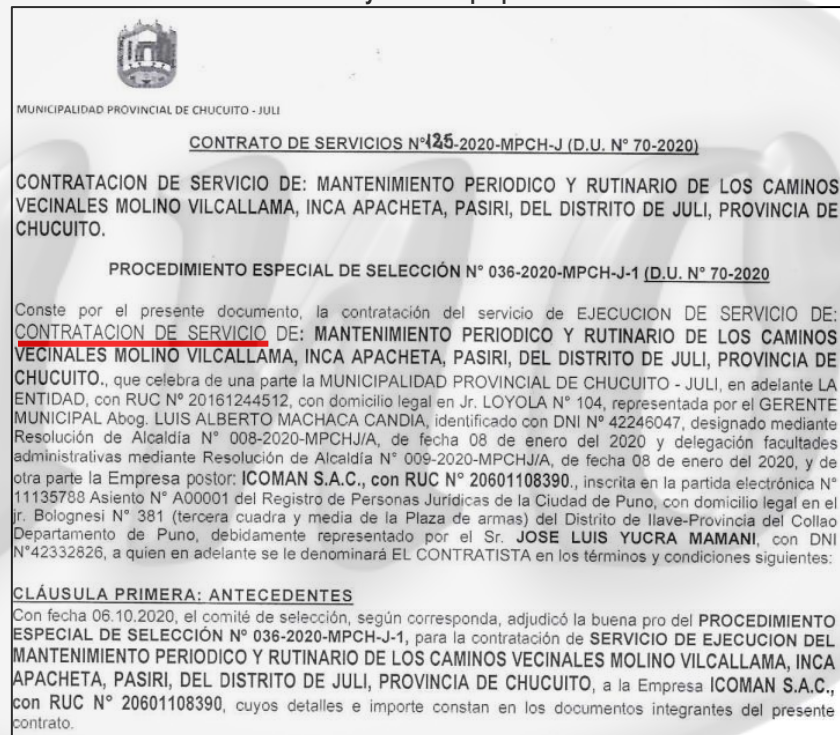 MUNICIPALIDAD PROVINCIAL DE CHUCUITO - JULI
CONTRATO DE SERVICIOS N°125-2020-MPCH-J (D.U. N° 70-2020)
CONTRATACION DE SERVICIO DE: MANTENIMIENTO PERIODICO Y RUTINARIO DE LOS CAMINOS
VECINALES MOLINO VILCALLAMA, INCA APACHETA, PASIRI, DEL DISTRITO DE JULI, PROVINCIA DE
CHUCUITO.
PROCEDIMIENTO ESPECIAL DE SELECCIÓN N° 036-2020-MPCH-J-1 (D.U. N° 70-2020
Conste por el presente documento, la contratación del servicio de EJECUCION DE SERVICIO DE:
CONTRATACION DE SERVICIO DE: MANTENIMIENTO PERIODICO Y RUTINARIO DE LOS CAMINOS
VECINALES MOLINO VILCALLAMA, INCA APACHETA, PASIRI, DEL DISTRITO DE JULI, PROVINCIA DE
CHUCUITO., que celebra de una parte la MUNICIPALIDAD PROVINCIAL DE CHUCUITO - JULI, en adelante LA
ENTIDAD, con RUC Nº 20161244512, con domicilio legal en Jr. LOYOLA N° 104, representada por el GERENTE
MUNICIPAL Abog. LUIS ALBERTO MACHACA CANDIA, identificado con DNI N° 42246047, designado mediante
Resolución de Alcaldía N° 008-2020-MPCHJ/A, de fecha 08 de enero del 2020 y delegación facultades
administrativas mediante Resolución de Alcaldía N° 009-2020-MPCHJ/A, de fecha 08 de enero del 2020, y de
otra parte la Empresa postor: ICOMAN S.A.C., con RUC N° 20601108390., inscrita en la partida electrónica N°
11135788 Asiento N° A00001 del Registro de Personas Jurídicas de la Ciudad de Puno, con domicilio legal en el
jr. Bolognesi N° 381 (tercera cuadra y media de la Plaza de armas) del Distrito de Ilave-Provincia del Collao
Departamento de Puno, debidamente representado por el Sr. JOSE LUIS YUCRA MAMANI, con DNI
N°42332826, a quien en adelante se le denominará EL CONTRATISTA en los términos y condiciones siguientes:
CLÁUSULA PRIMERA: ANTECEDENTES
Con fecha 06.10.2020, el comité de selección, según corresponda, adjudicó la buena pro del PROCEDIMIENTO
ESPECIAL DE SELECCIÓN Nº 036-2020-MPCH-J-1, para la contratación de SERVICIO DE EJECUCION DEL
MANTENIMIENTO PERIODICO Y RUTINARIO DE LOS CAMINOS VECINALES MOLINO VILCALLAMA, INCA
APACHETA, PASIRI, DEL DISTRITO DE JULI, PROVINCIA DE CHUCUITO, a la Empresa ICOMAN S.A.C.,
con RUC N° 20601108390, cuyos detalles e importe constan en los documentos integrantes del presente
contrato.